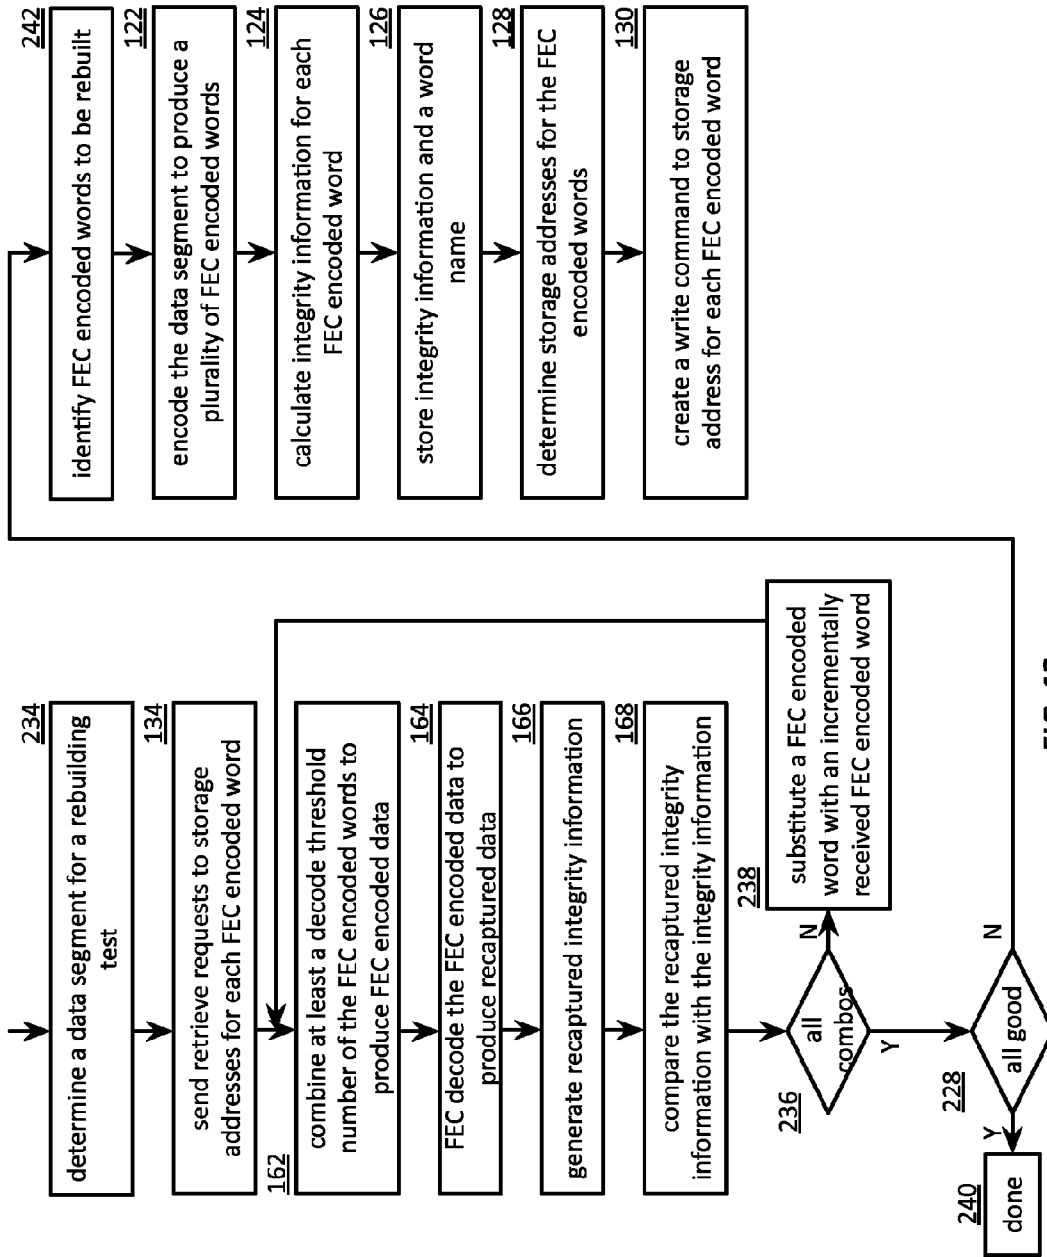 234
determine a data segment for a rebuilding
test
134
send retrieve requests to storage
addresses for each FEC encoded word
162
combine at least a decode threshold
number of the FEC encoded words to
produce FEC encoded data
164
FEC decode the FEC encoded data to
produce recaptured data
166
generate recaptured integrity information
168
compare the recaptured integrity
information with the integrity information
236
all
combos
N
Y
238
substitute a FEC encoded
word with an incrementally
received FEC encoded word
228
all good
Y
N
240
done
242
identify FEC encoded words to be rebuilt
122
encode the data segment to produce a
plurality of FEC encoded words
124
calculate integrity information for each
FEC encoded word
126
store integrity information and a word
name
128
determine storage addresses for the FEC
encoded words
130
create a write command to storage
address for each FEC encoded word
FIG.